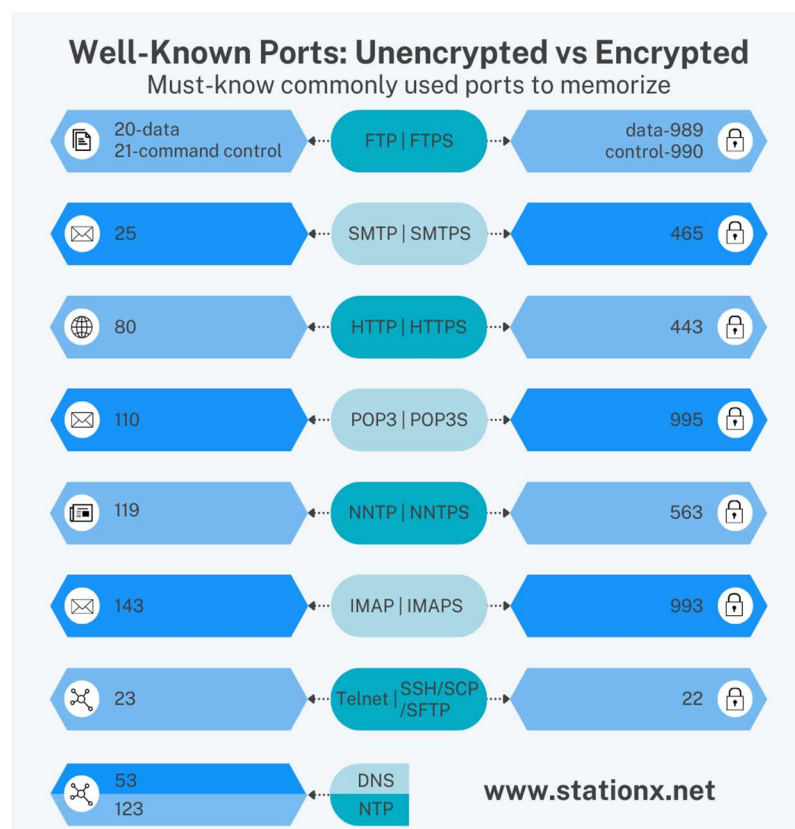 Well-Known Ports: Unencrypted vs Encrypted
Must-know commonly used ports to memorize
20-data
21-command control
FTP | FTPS
data-989
control-990
25
SMTP | SMTPS
465
80
HTTP | HTTPS
443
110
POP3 | POP3S
995
119
NNTP | NNTPS
563
143
IMAP | IMAPS
993
23
Telnet | SSH/SCP
/SFTP
22
53
DNS
123
NTP
www.stationx.net